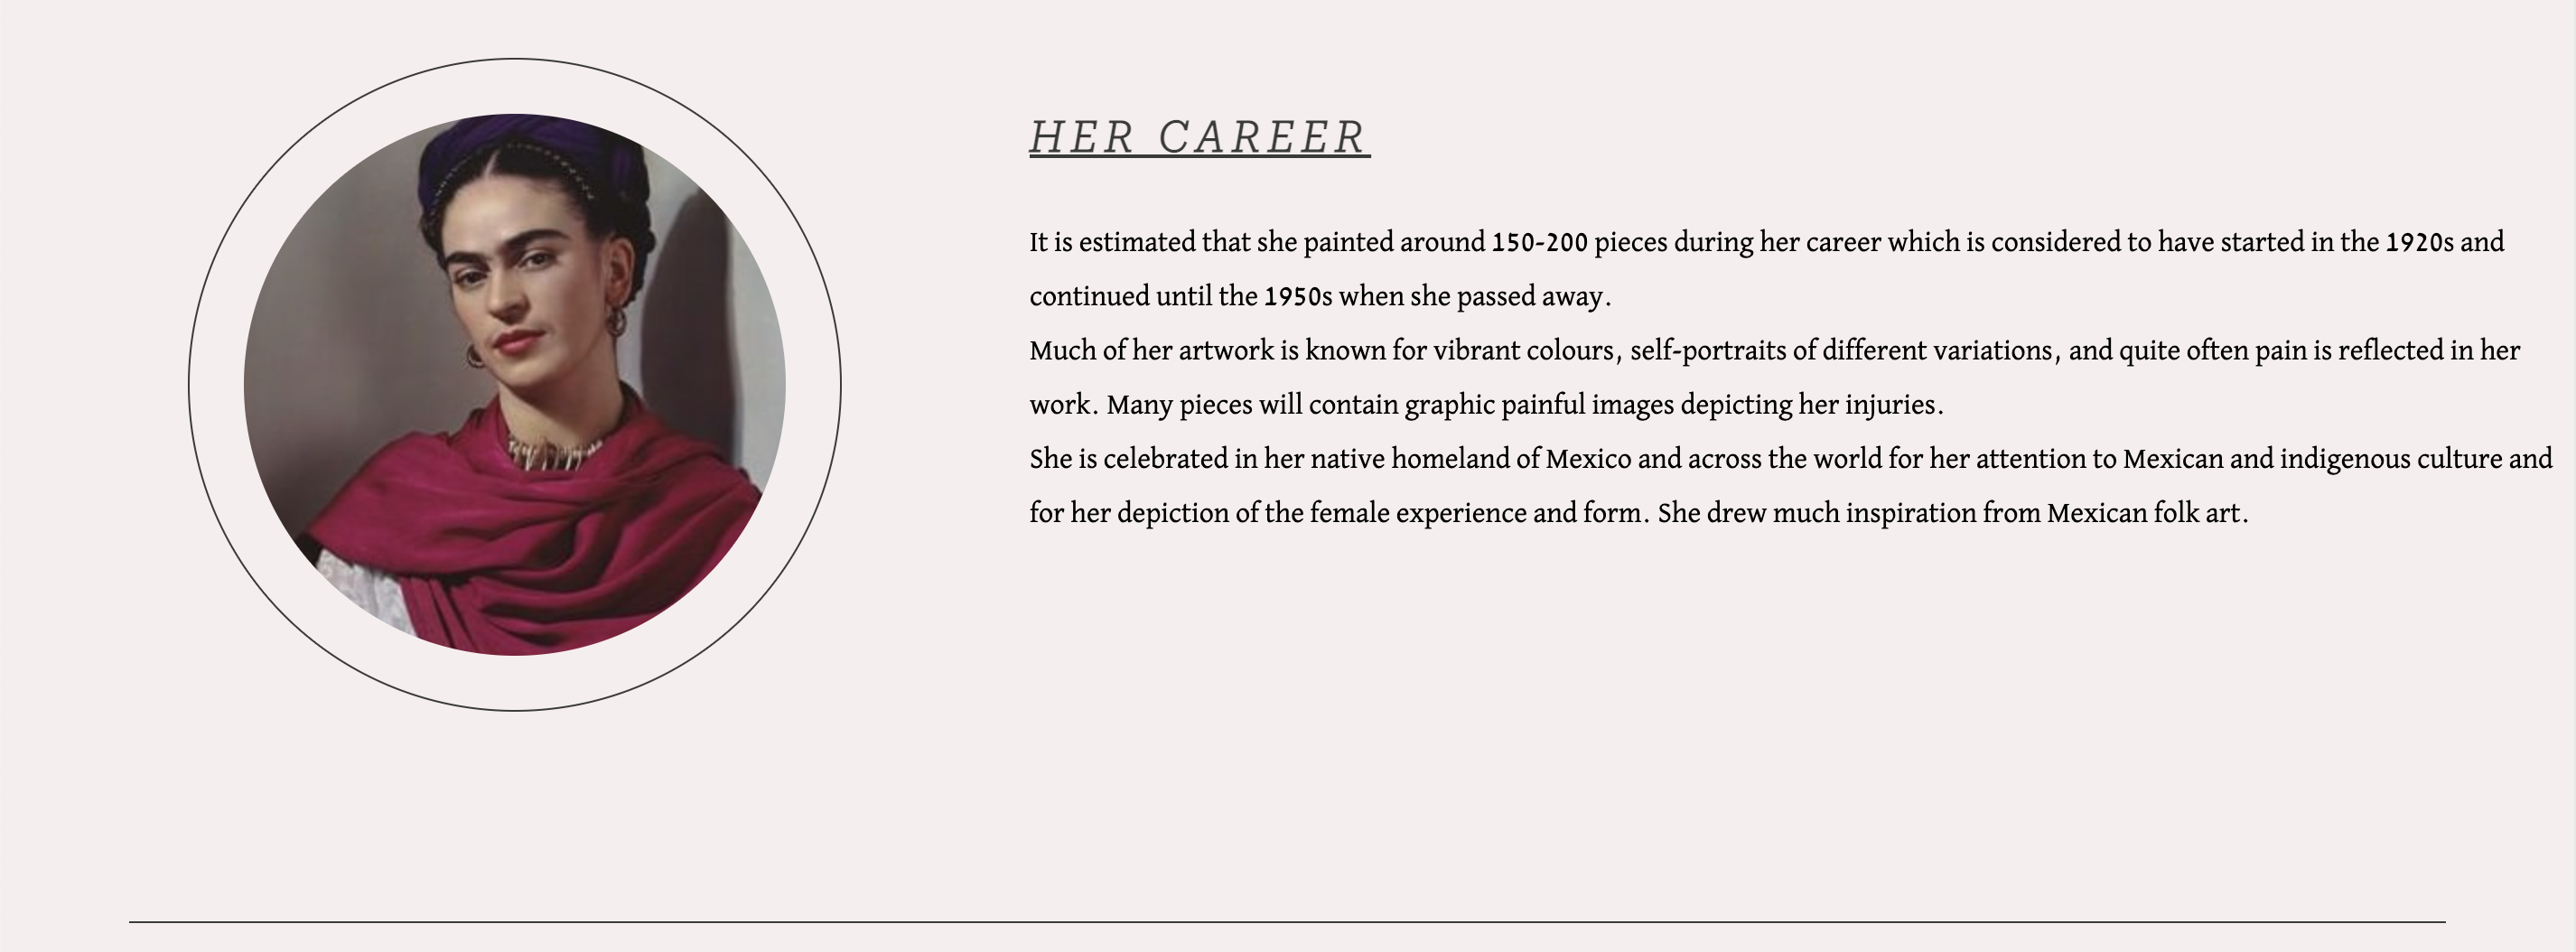 HER CAREER
It is estimated that she painted around 150-200 pieces during her career which is considered to have started in the 1920s and
continued until the 1950s when she passed away.
Much of her artwork is known for vibrant colours, self-portraits of different variations, and quite often pain is reflected in her
work. Many pieces will contain graphic painful images depicting her injuries.
She is celebrated in her native homeland of Mexico and across the world for her attention to Mexican and indigenous culture and
for her depiction of the female experience and form. She drew much inspiration from Mexican folk art.